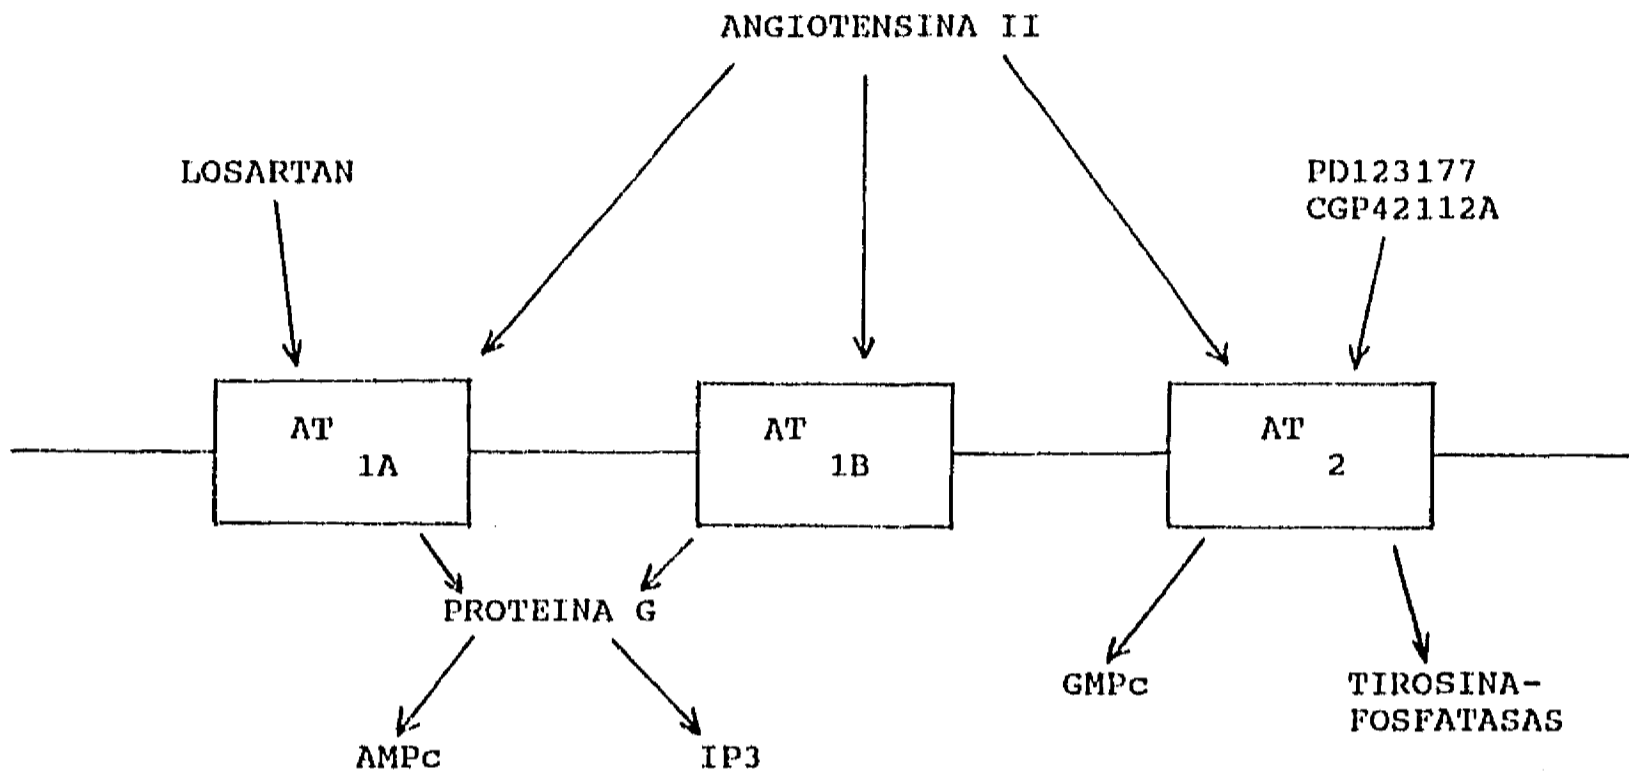 ANGIOTENSINA II
LOSARTAN
PD123177
CGP42112A
AT 1A
AT 1B
AT 2
PROTEINA G
GMPc
TIROSINA-
FOSFATASAS
AMPc
IP3